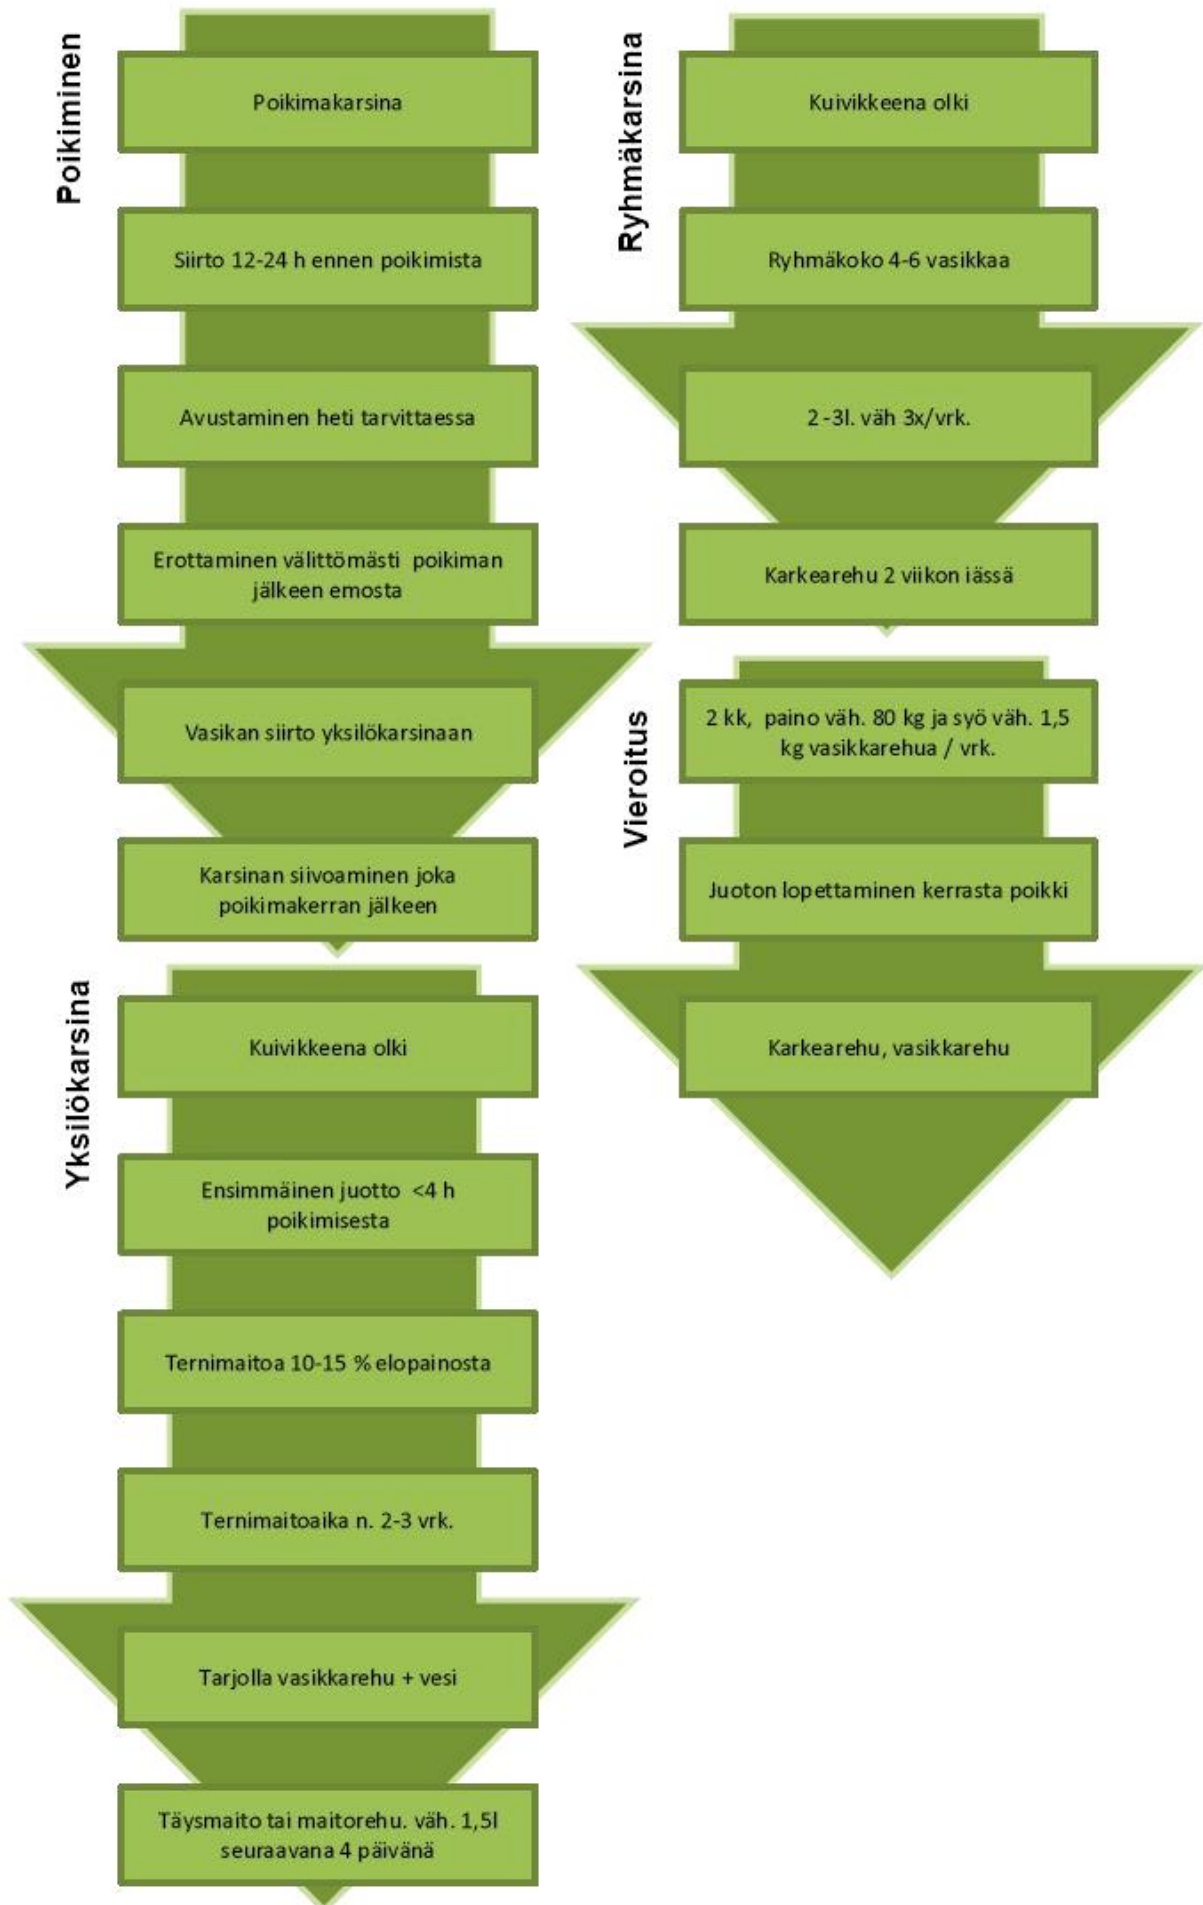 Poikiminen
Poikimakarsina
Siirto 12-24 h ennen poikimista
Avustaminen heti tarvittaessa
Erottaminen välittömästi poikiman
jälkeen emosta
Vasikan siirto yksilökarsinaan
Karsinan siivoaminen joka
poikimakerran jälkeen
Yksilökarsina
Kuivikkeena olki
Ensimmäinen juotto <4 h
poikimisesta
Ternimaitoa 10-15 % elopainosta
Ternimaitoaika n. 2-3 vrk.
Tarjolla vasikkarehu + vesi
Täysmaito tai maitorehu. väh. 1,5l
seuraavana 4 päivänä
Ryhmäkarsina
Kuivikkeena olki
Ryhmäkoko 4-6 vasikkaa
2 -3l. väh 3x/vrk.
Karkearehu 2 viikon iässä
Vieroitus
2 kk, paino väh. 80 kg ja syö väh. 1,5
kg vasikkarehua / vrk.
Juoton lopettaminen kerrasta poikki
Karkearehu, vasikkarehu